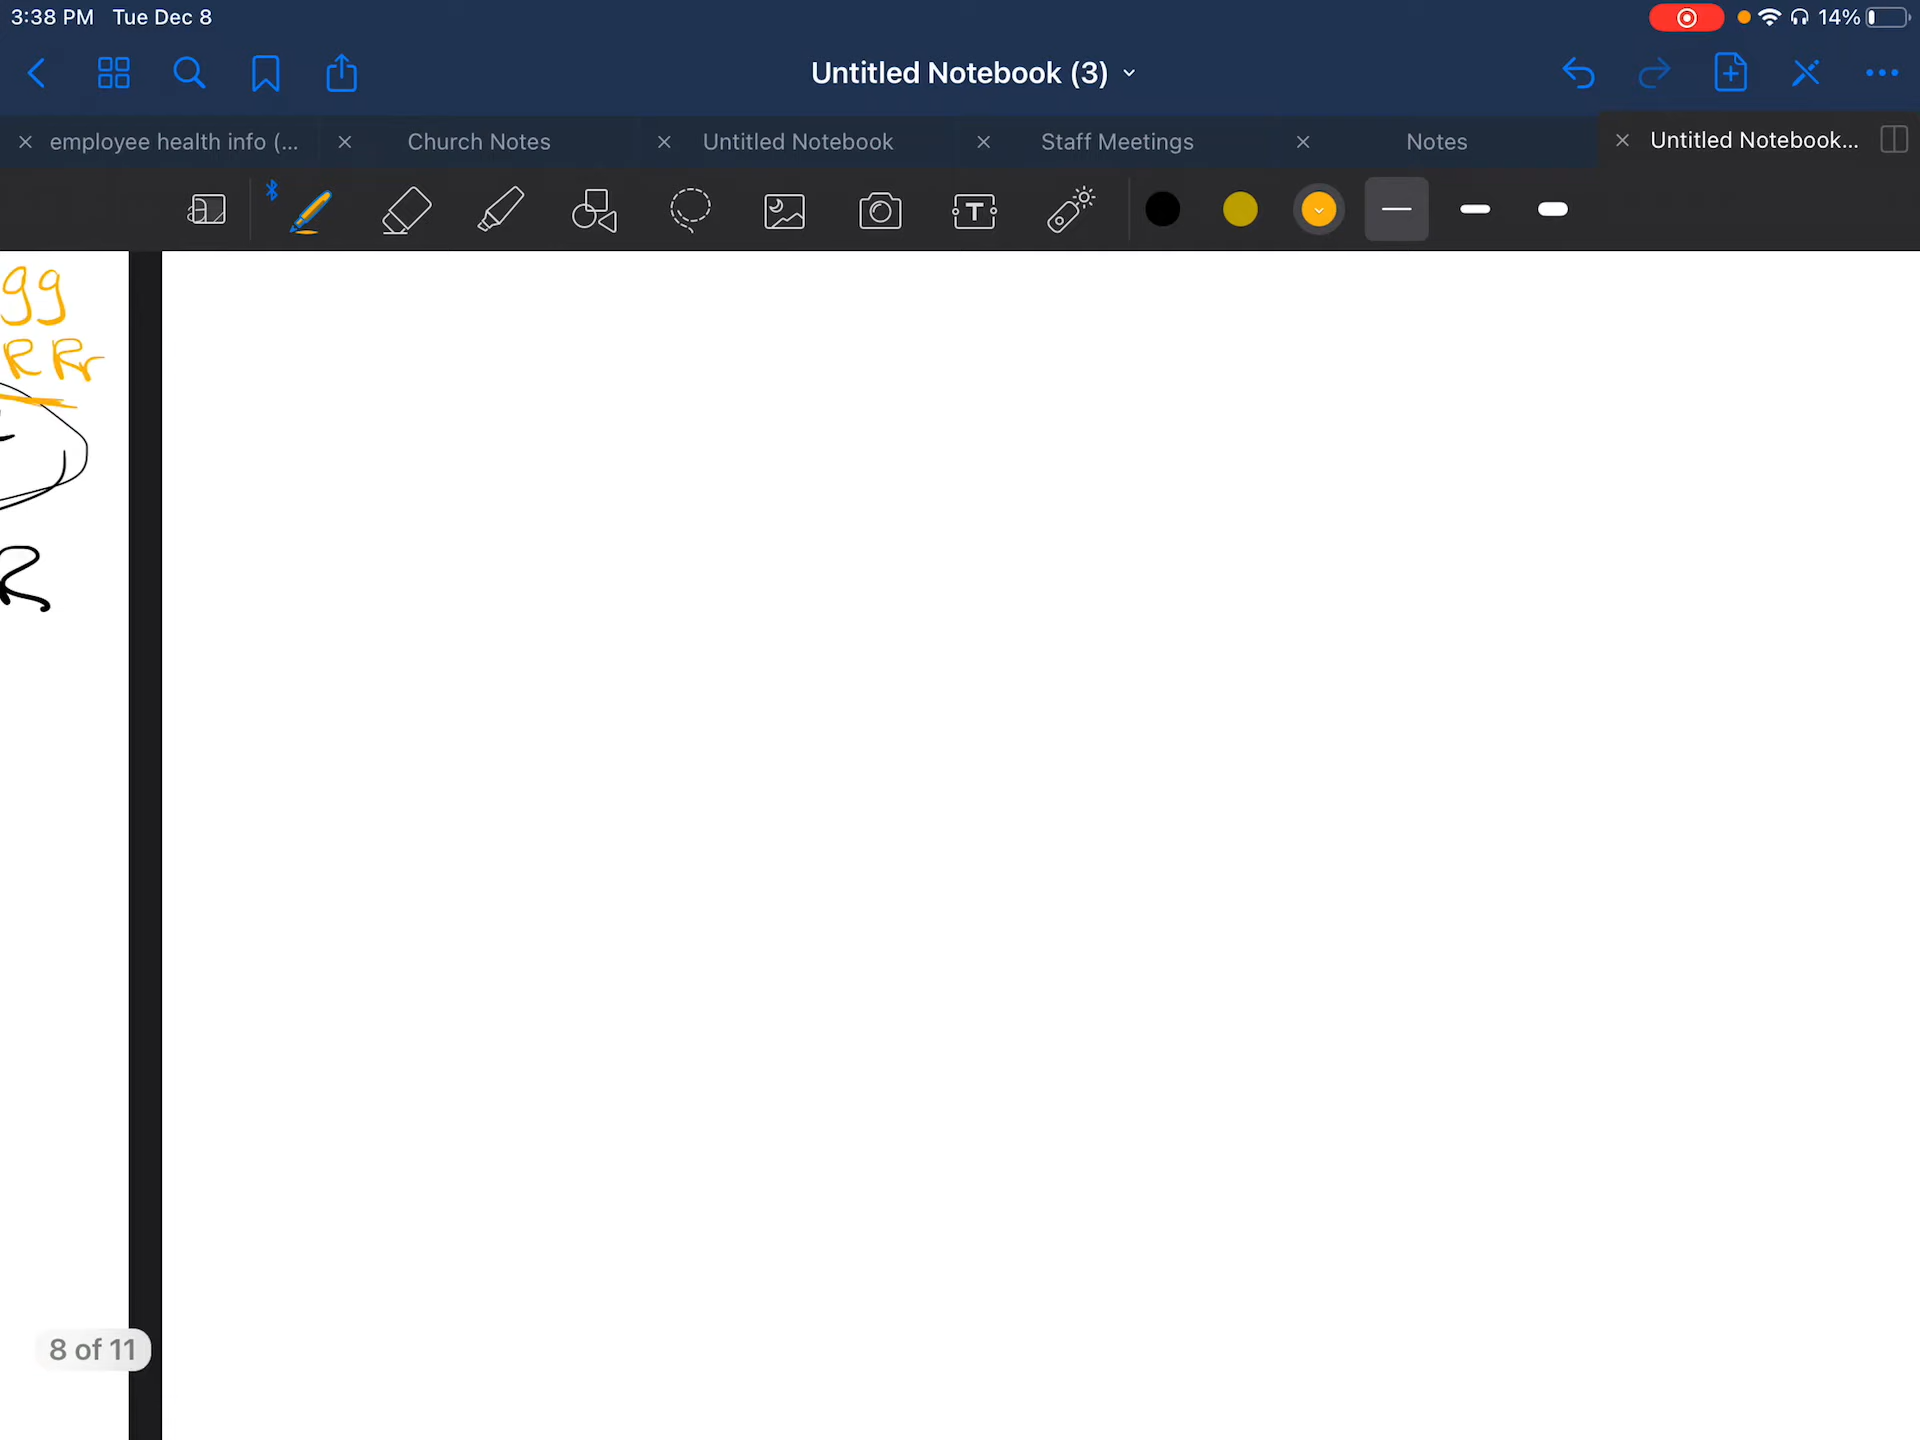 3:38 PM Tue Dec 8 14%
Untitled Notebook (3)
employee health info (... Church Notes Untitled Notebook Staff Meetings Notes Untitled Notebook...
gg
R Rr
R
8 of 11